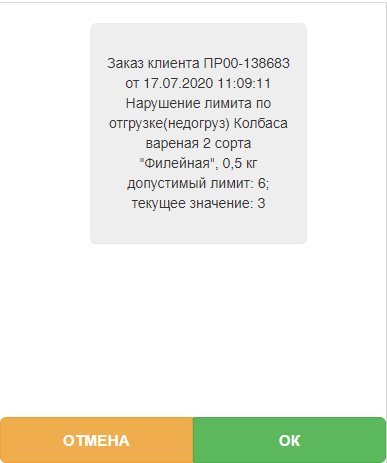 Заказ клиента ПР00-138683
от 17.07.2020 11:09:11
Нарушение лимита по
отгрузке(недогруз) Колбаса
вареная 2 сорта
"Филейная", 0,5 кг
допустимый лимит: 6;
текущее значение: 3
ОТМЕНА
ОК